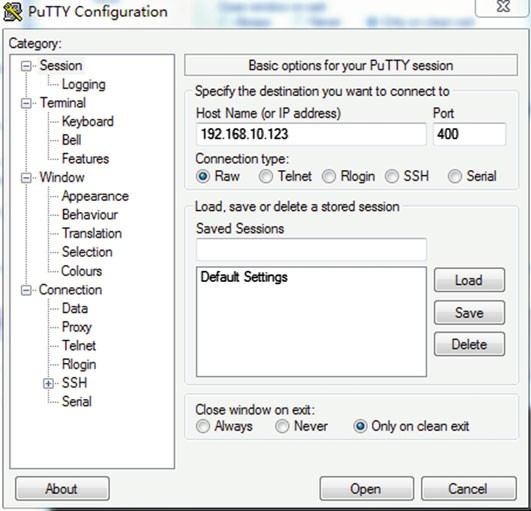 PuTTY Configuration
Category:
Session
Logging
Terminal
Keyboard
Bell
Features
Window
Appearance
Behaviour
Translation
Selection
Colours
Connection
Data
Proxy
Telnet
Rlogin
SSH
Serial
Basic options for your PuTTY session
Specify the destination you want to connect to
Host Name (or IP address) Port
192.168.10.123 400
Connection type:
Raw Telnet Rlogin SSH Serial
Load, save or delete a stored session
Saved Sessions
Default Settings
Load
Save
Delete
Close window on exit:
Always Never Only on clean exit
About Open Cancel